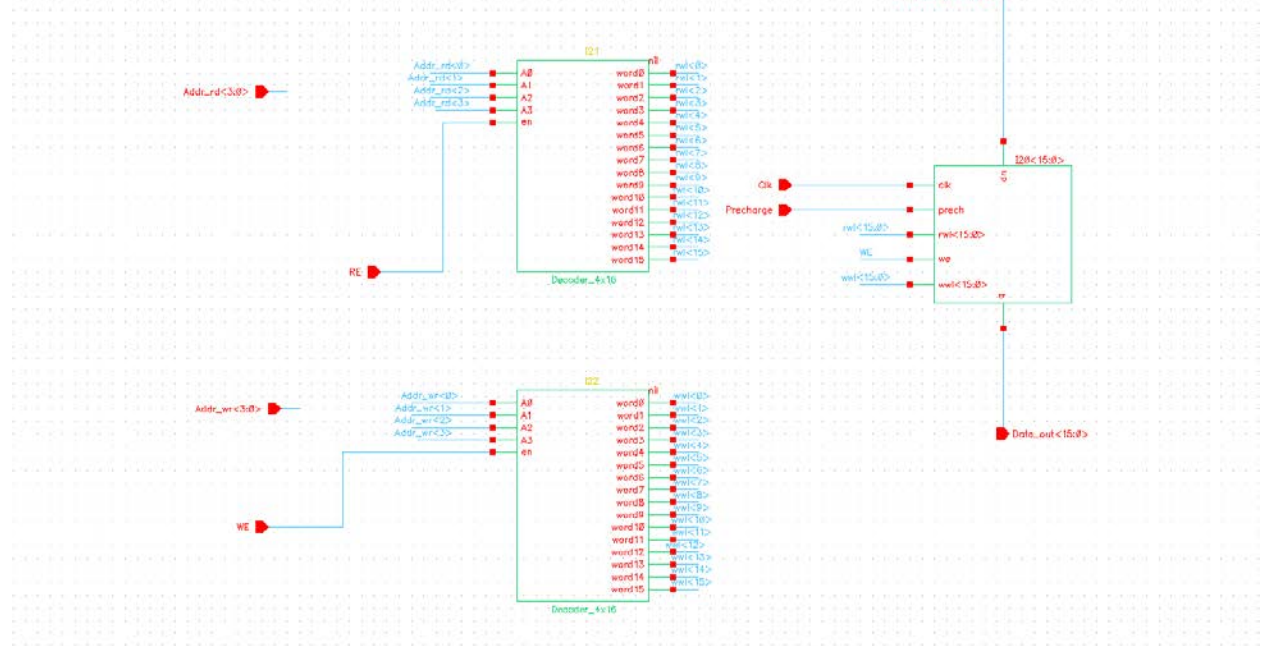 I21
Addr_rd<0>
Addr_rd<1>
Addr_rd<2>
Addr_rd<3>
A0
A1
A2
A3
en
word0
word1
word2
word3
word4
word5
word6
word7
word8
word9
word10
word11
word12
word13
word14
word15
rwl<0>
rwl<1>
rwl<2>
rwl<3>
rwl<4>
rwl<5>
rwl<6>
rwl<7>
rwl<8>
rwl<9>
rwl<10>
rwl<11>
rwl<12>
rwl<13>
rwl<14>
rwl<15>
Decoder_4x16
Addr_rd<3:0>
RE
I20<15:0>
Clk
Precharge
rwl<15:0>
WE
wwl<15:0>
clk
prech
rwl<15:0>
we
wwl<15:0>
Data_out<15:0>
I22
Addr_wr<0>
Addr_wr<1>
Addr_wr<2>
Addr_wr<3>
A0
A1
A2
A3
en
word0
word1
word2
word3
word4
word5
word6
word7
word8
word9
word10
word11
word12
word13
word14
word15
wwl<0>
wwl<1>
wwl<2>
wwl<3>
wwl<4>
wwl<5>
wwl<6>
wwl<7>
wwl<8>
wwl<9>
wwl<10>
wwl<11>
wwl<12>
wwl<13>
wwl<14>
wwl<15>
Decoder_4x16
Addr_wr<3:0>
WE